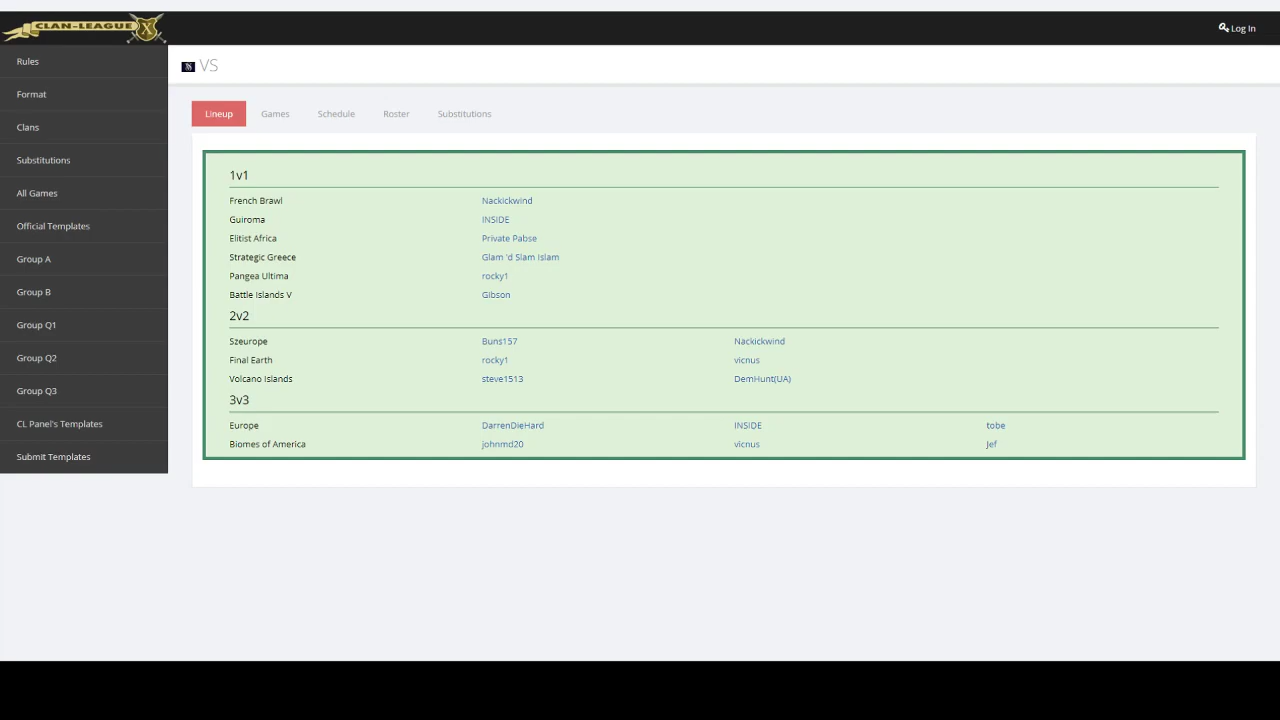 CLAN-LEAGUE X
Log In
Rules
Format
Clans
Substitutions
All Games
Official Templates
Group A
Group B
Group Q1
Group Q2
Group Q3
CL Panel's Templates
Submit Templates
VS
Lineup Games Schedule Roster Substitutions
1v1
French Brawl Nackickwind
Guiroma INSIDE
Elitist Africa Private Pabse
Strategic Greece Glam 'd Slam Islam
Pangea Ultima rocky1
Battle Islands V Gibson
2v2
Szeurope Buns157 Nackickwind
Final Earth rocky1 vicnus
Volcano Islands steve1513 DemHunt(UA)
3v3
Europe DarrenDieHard INSIDE tobe
Biomes of America johnmd20 vicnus Jef